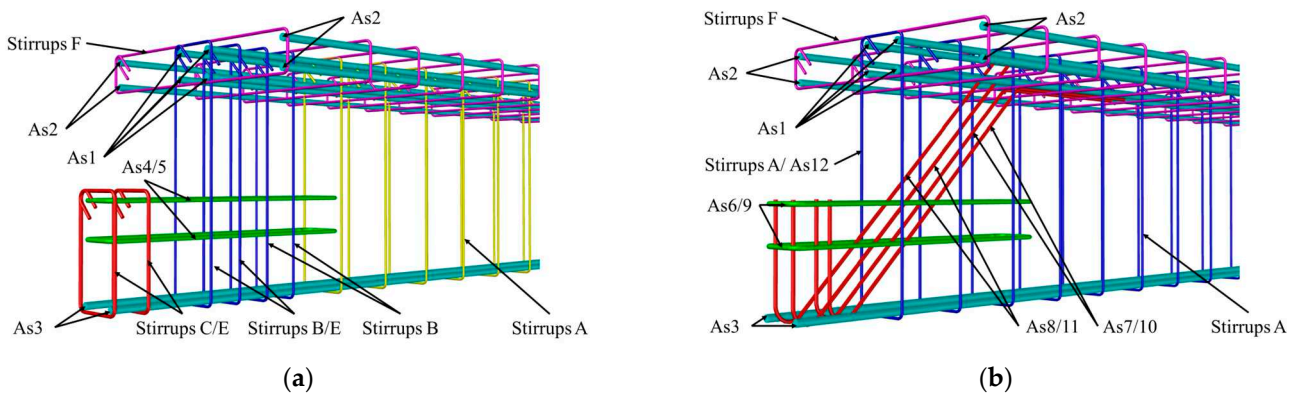 As2
Stirrups F
As2
As1
As4/5
As3
Stirrups C/E
Stirrups B/E
Stirrups B
Stirrups A
(a)
Stirrups F
As2
As2
As1
Stirrups A/ As12
As6/9
As3
As8/11
As7/10
Stirrups A
(b)